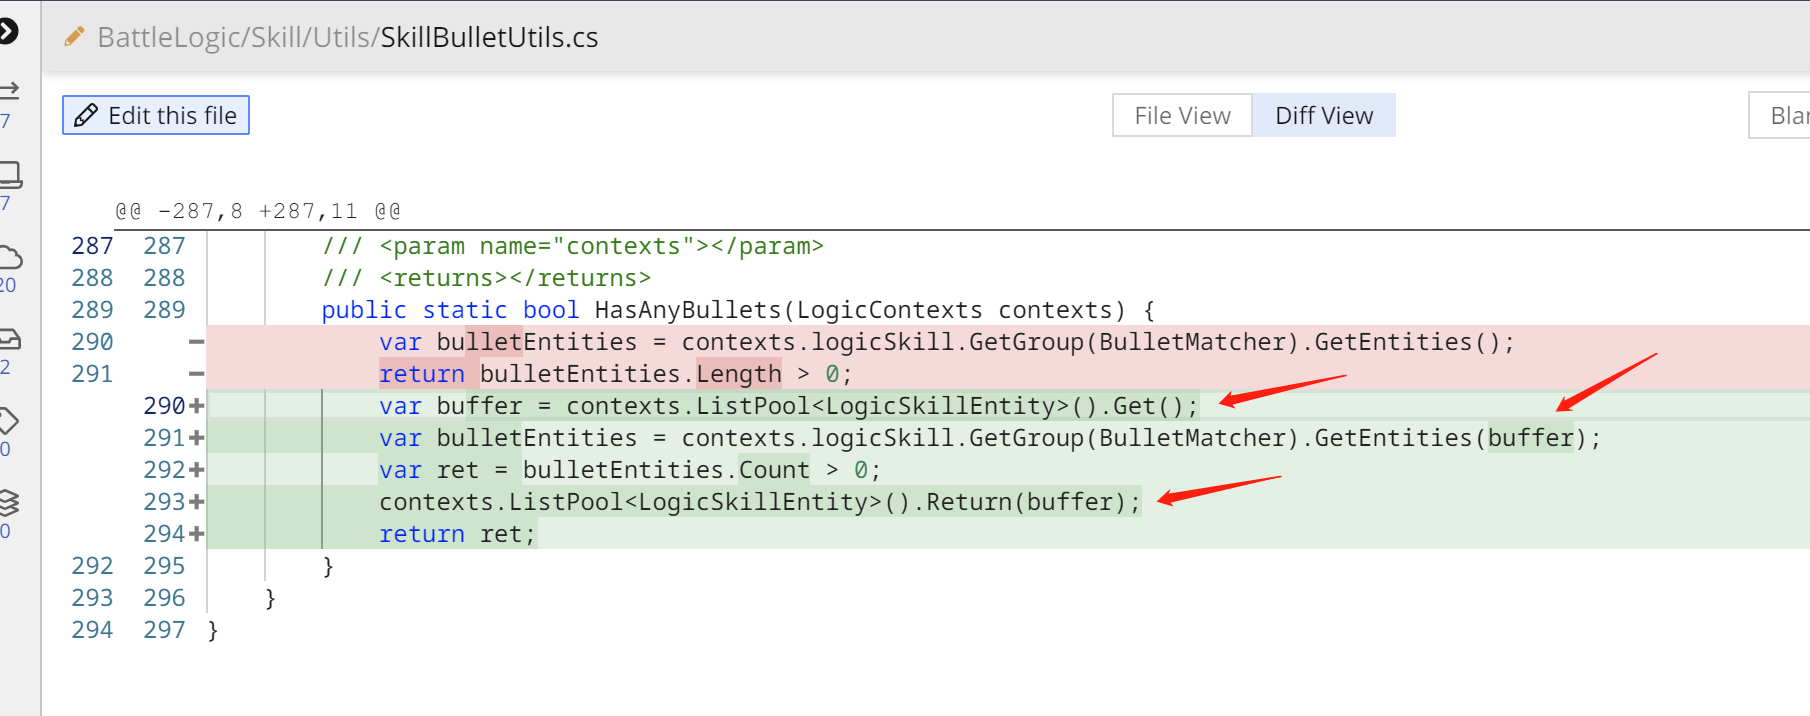 BattleLogic/Skill/Utils/SkillBulletUtils.cs
Edit this file
File View Diff View
@@ -287,8 +287,11 @@
287 287 /// <param name="contexts"></param>
288 288 /// <returns></returns>
289 289 public static bool HasAnyBullets(LogicContexts contexts) {
290 - var bulletEntities = contexts.logicSkill.GetGroup(BulletMatcher).GetEntities();
291 - return bulletEntities.Length > 0;
290+ var buffer = contexts.ListPool<LogicSkillEntity>().Get();
291+ var bulletEntities = contexts.logicSkill.GetGroup(BulletMatcher).GetEntities(buffer);
292+ var ret = bulletEntities.Count > 0;
293+ contexts.ListPool<LogicSkillEntity>().Return(buffer);
294+ return ret;
292 295 }
293 296 }
294 297 }
7
7
20
2
0
0